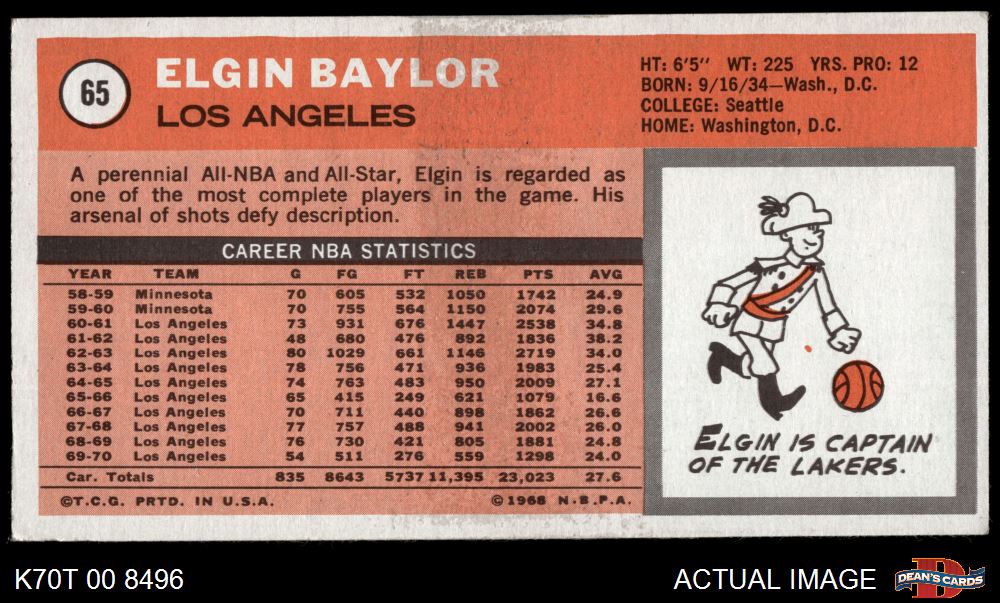 65
ELGIN BAYLOR
LOS ANGELES
HT: 6'5" WT: 225 YRS. PRO: 12
BORN: 9/16/34—Wash., D.C.
COLLEGE: Seattle
HOME: Washington, D.C.
A perennial All-NBA and All-Star, Elgin is regarded as
one of the most complete players in the game. His
arsenal of shots defy description.
CAREER NBA STATISTICS
YEAR TEAM G FG FT REB PTS AVG
58-59 Minnesota 70 605 532 1050 1742 24.9
59-60 Minnesota 70 755 564 1150 2074 29.6
60-61 Los Angeles 73 931 676 1447 2538 34.8
61-62 Los Angeles 48 680 476 892 1836 38.2
62-63 Los Angeles 80 1029 661 1146 2719 34.0
63-64 Los Angeles 78 756 471 936 1983 25.4
64-65 Los Angeles 74 763 483 950 2009 27.1
65-66 Los Angeles 65 415 249 621 1079 16.6
66-67 Los Angeles 70 711 440 898 1862 26.6
67-68 Los Angeles 77 757 488 941 2002 26.0
68-69 Los Angeles 76 730 421 805 1881 24.8
69-70 Los Angeles 54 511 276 559 1298 24.0
Car. Totals 835 8643 5737 11,395 23,023 27.6
©T.C.G. PRTD. IN U.S.A. ©1968 N.B.P.A.
ELGIN IS CAPTAIN
OF THE LAKERS.
K70T 00 8496
ACTUAL IMAGE
D
DEAN'S CARDS